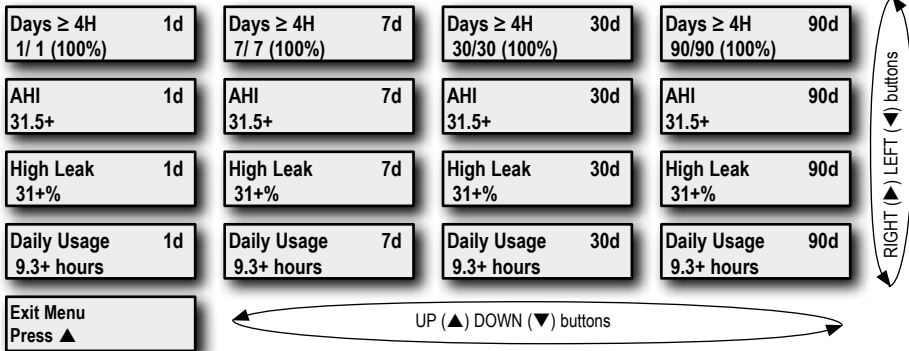 Days ≥ 4H 1d
1/ 1 (100%)
Days ≥ 4H 7d
7/ 7 (100%)
Days ≥ 4H 30d
30/30 (100%)
Days ≥ 4H 90d
90/90 (100%)
AHI 1d
31.5+
AHI 7d
31.5+
AHI 30d
31.5+
AHI 90d
31.5+
High Leak 1d
31+%
High Leak 7d
31+%
High Leak 30d
31+%
High Leak 90d
31+%
Daily Usage 1d
9.3+ hours
Daily Usage 7d
9.3+ hours
Daily Usage 30d
9.3+ hours
Daily Usage 90d
9.3+ hours
Exit Menu
Press ▲
UP (▲) DOWN (▼) buttons
RIGHT (▶) LEFT (◀) buttons